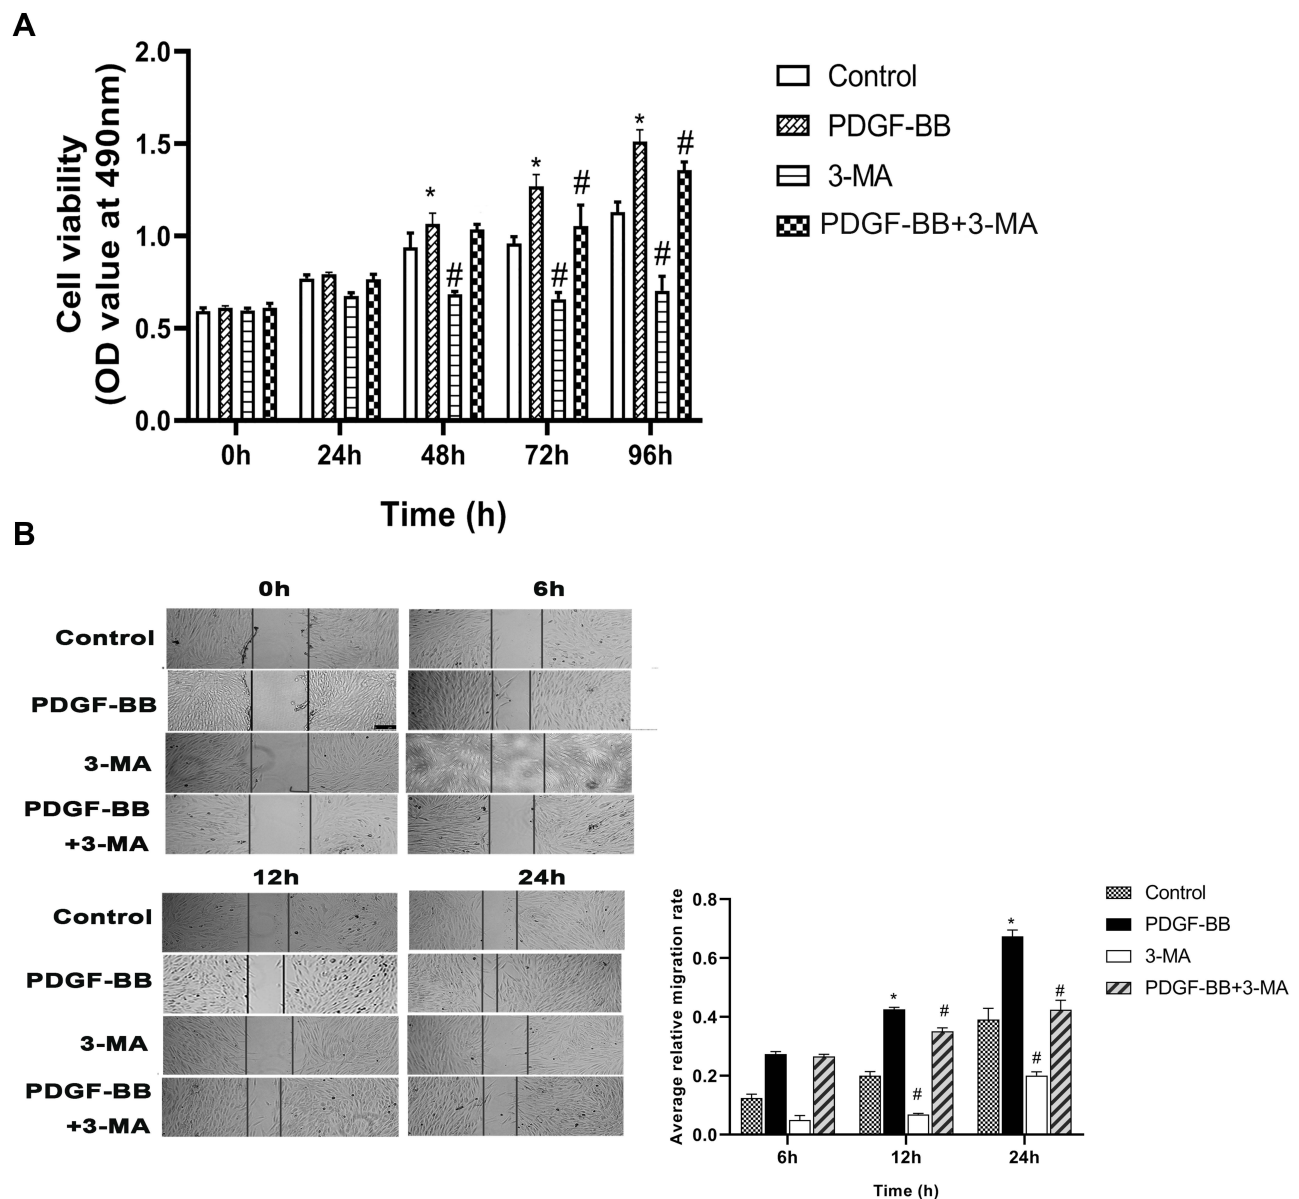 A
2.0
1.5
1.0
0.5
0.0
Cell viability
(OD value at 490nm)
*
*
*
#
#
#
#
#
0h
24h
48h
72h
96h
Time (h)
Control
PDGF-BB
3-MA
PDGF-BB+3-MA
B
0h
6h
Control
PDGF-BB
3-MA
PDGF-BB
+3-MA
12h
24h
Control
PDGF-BB
3-MA
PDGF-BB
+3-MA
Average relative migration rate
0.8
0.6
0.4
0.2
0.0
*
*
#
#
#
#
6h
12h
24h
Time (h)
Control
PDGF-BB
3-MA
PDGF-BB+3-MA